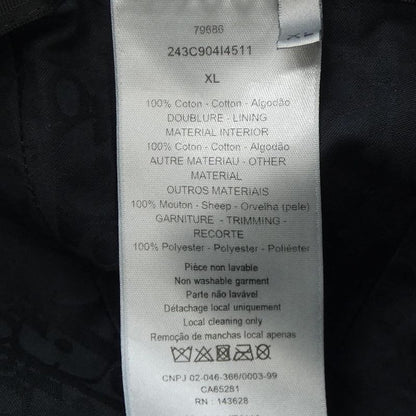 79686
243C904I4511
XL
XL
100% Coton - Cotton - Algodão
DOUBLURE - LINING
MATERIAL INTERIOR
100% Coton - Cotton - Algodão
AUTRE MATERIAU - OTHER
MATERIAL
OUTROS MATERIAIS
100% Mouton - Sheep - Orvelha (pele)
GARNITURE - TRIMMING -
RECORTE
100% Polyester - Polyester - Poliéster
Pièce non lavable
Non washable garment
Parte não lavável
Détachage local uniquement
Local cleaning only
Remoção de manchas local apenas
CNPJ 02-046-366/0003-99
CA65281
RN : 143628